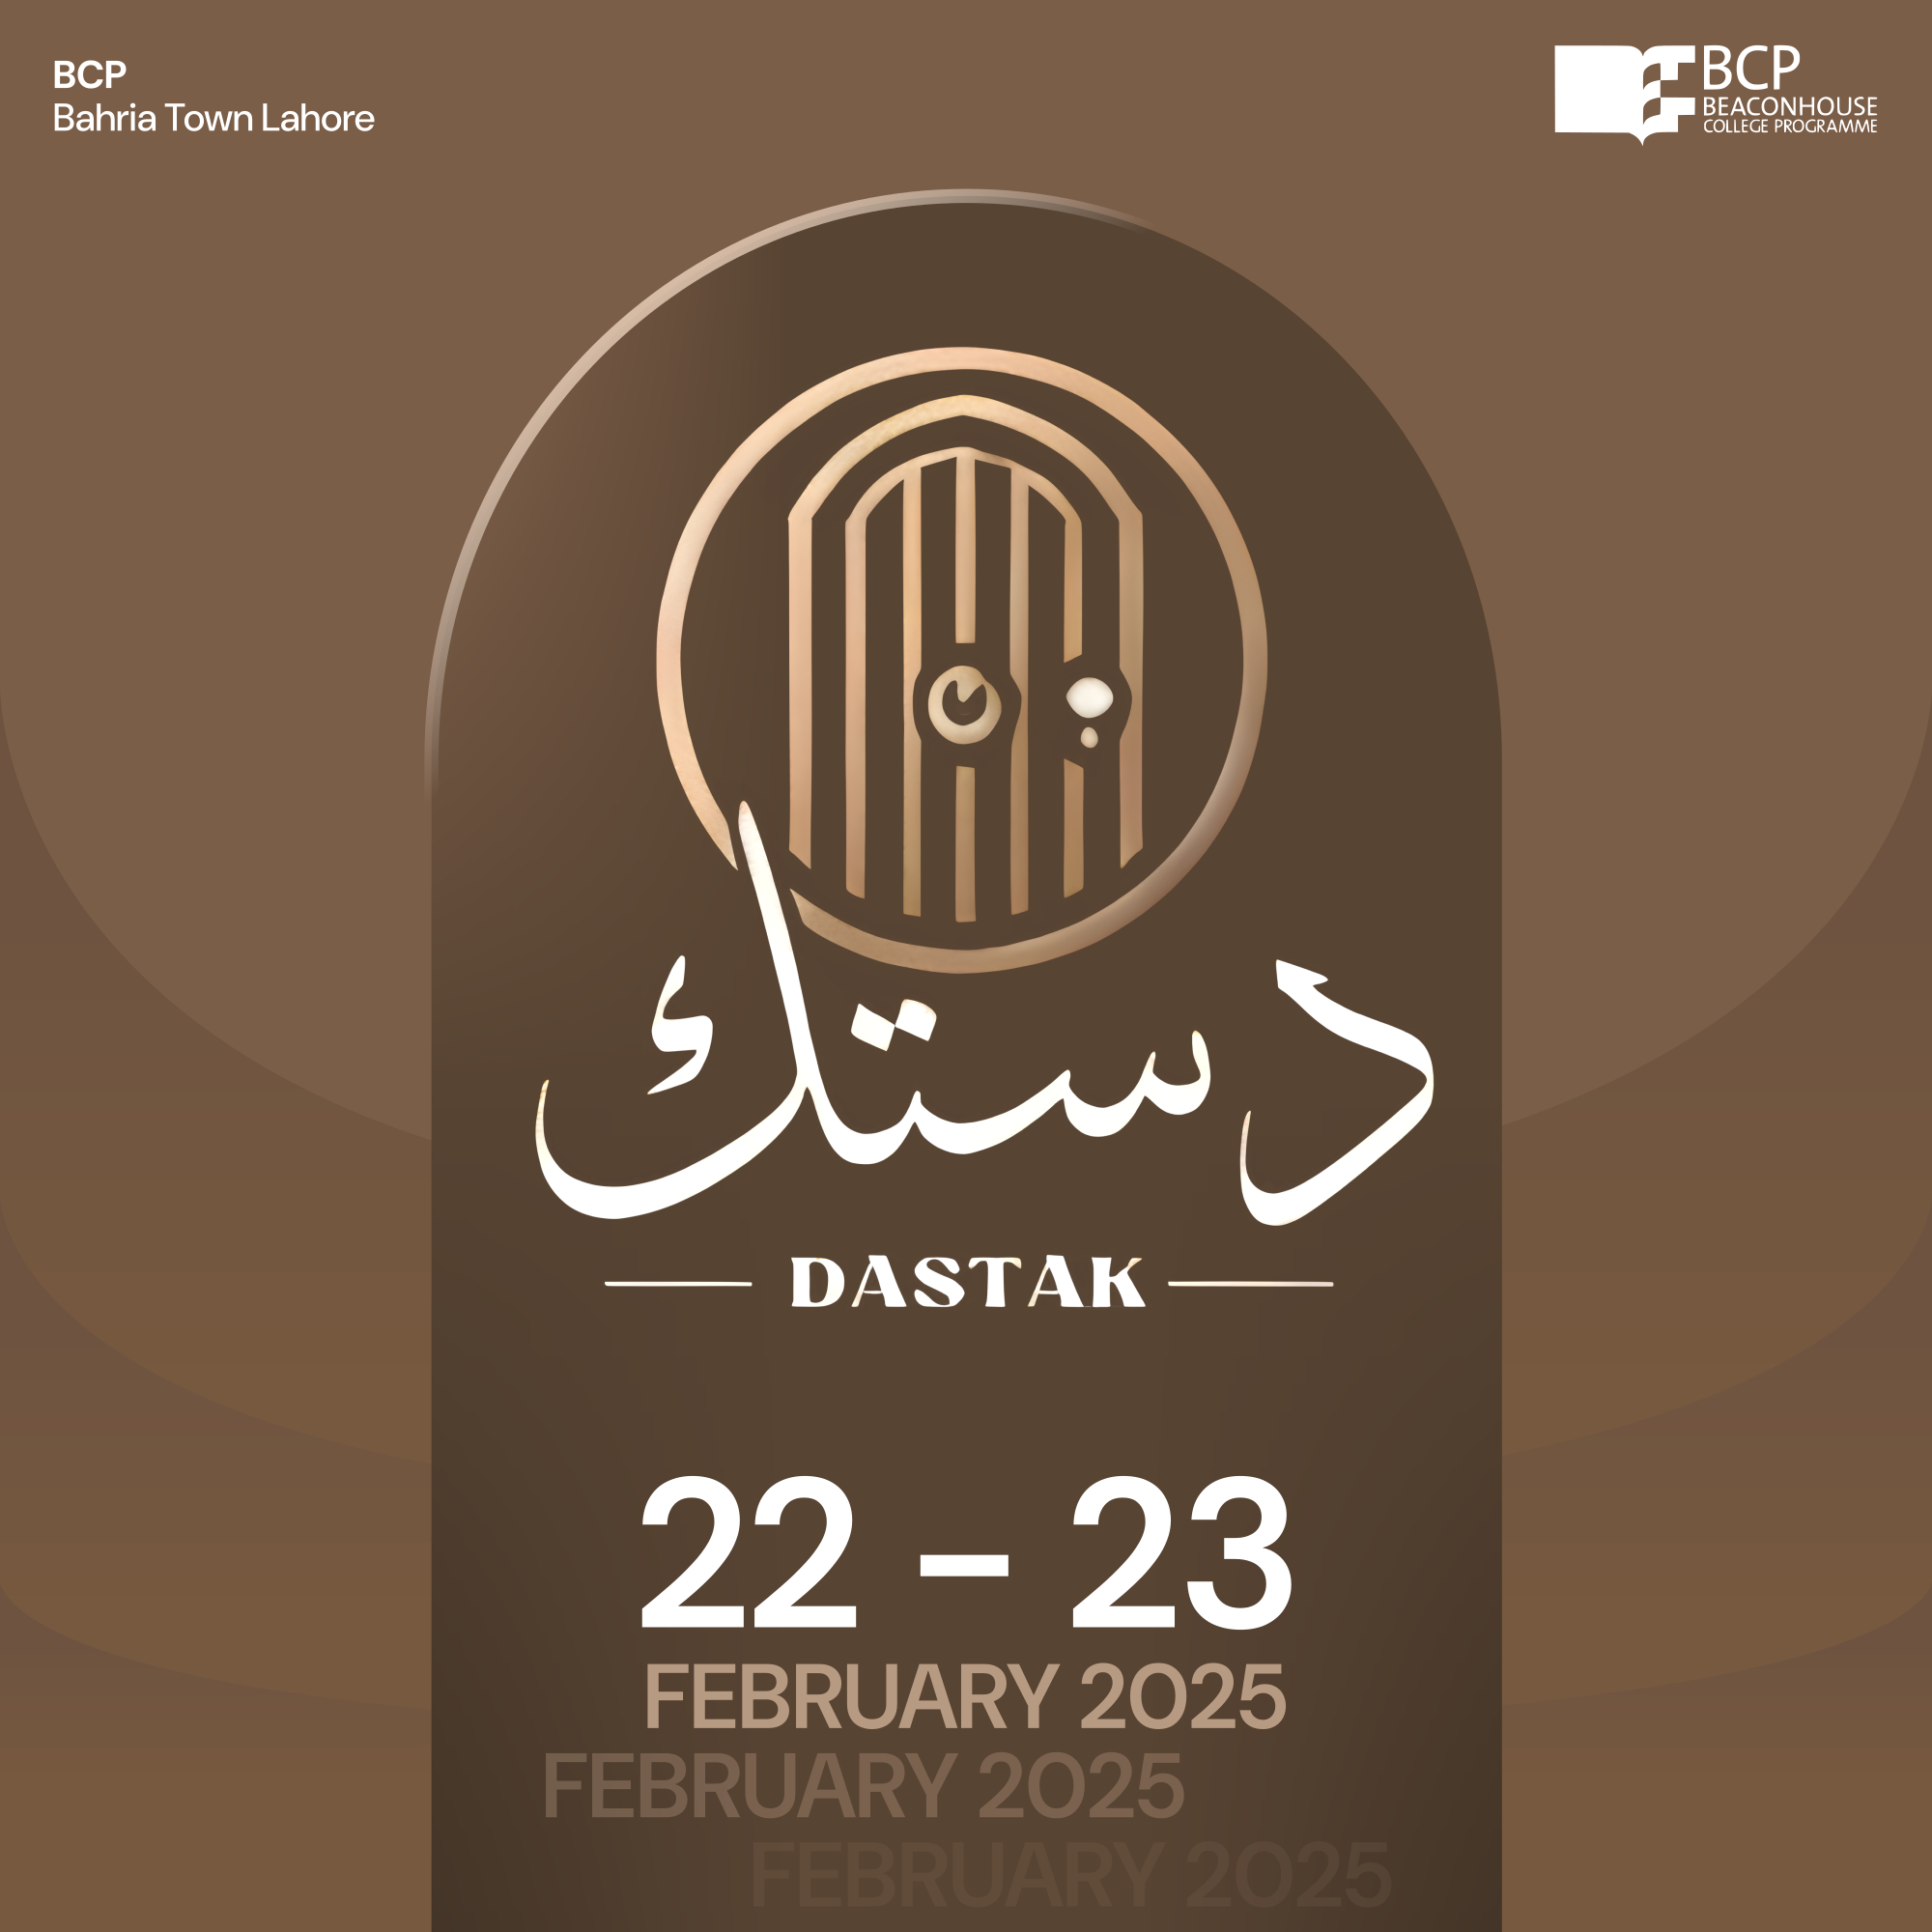 BCP
Bahria Town Lahore
BCP
BEACONHOUSE
COLLEGE PROGRAMME
دستک
DASTAK
22 – 23
FEBRUARY 2025
FEBRUARY 2025
FEBRUARY 2025